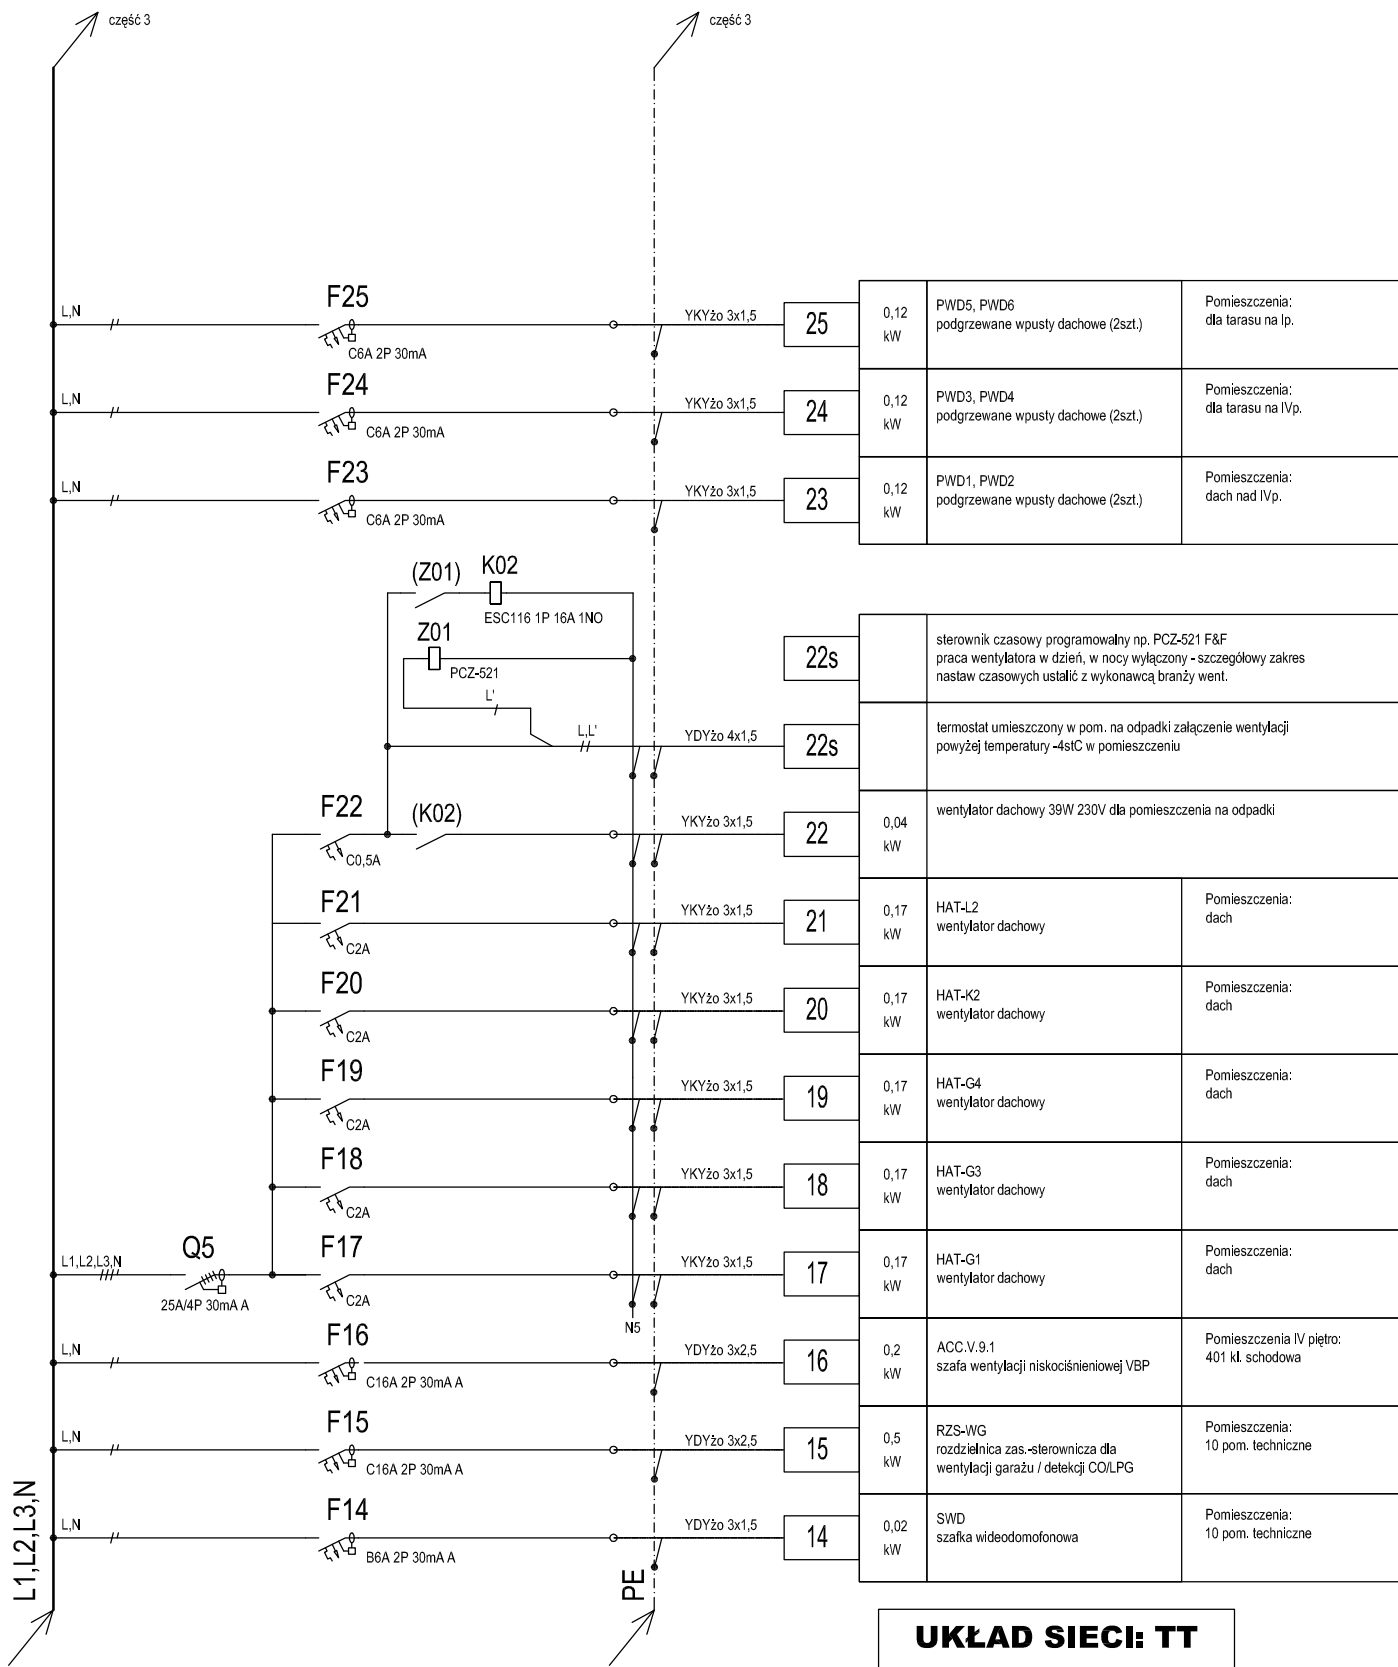 część 3
część 3
F25
L,N
C6A 2P 30mA
YKYżo 3x1,5
25
0,12
kW
PWD5, PWD6
podgrzewane wpusty dachowe (2szt.)
Pomieszczenia:
dla tarasu na Ip.
F24
L,N
C6A 2P 30mA
YKYżo 3x1,5
24
0,12
kW
PWD3, PWD4
podgrzewane wpusty dachowe (2szt.)
Pomieszczenia:
dla tarasu na IVp.
F23
L,N
C6A 2P 30mA
YKYżo 3x1,5
23
0,12
kW
PWD1, PWD2
podgrzewane wpusty dachowe (2szt.)
Pomieszczenia:
dach nad IVp.
(Z01)
K02
ESC116 1P 16A 1NO
Z01
PCZ-521
L'
22s
sterownik czasowy programowalny np. PCZ-521 F&F
praca wentylatora w dzień, w nocy wyłączony - szczegółowy zakres
nastaw czasowych ustalić z wykonawcą branży went.
L,L'
YDYżo 4x1,5
22s
termostat umieszczony w pom. na odpadki załączenie wentylacji
powyżej temperatury -4stC w pomieszczeniu
F22
(K02)
C0,5A
YKYżo 3x1,5
22
0,04
kW
wentylator dachowy 39W 230V dla pomieszczenia na odpadki
F21
C2A
YKYżo 3x1,5
21
0,17
kW
HAT-L2
wentylator dachowy
Pomieszczenia:
dach
F20
C2A
YKYżo 3x1,5
20
0,17
kW
HAT-K2
wentylator dachowy
Pomieszczenia:
dach
F19
C2A
YKYżo 3x1,5
19
0,17
kW
HAT-G4
wentylator dachowy
Pomieszczenia:
dach
F18
C2A
YKYżo 3x1,5
18
0,17
kW
HAT-G3
wentylator dachowy
Pomieszczenia:
dach
L1,L2,L3,N
Q5
25A/4P 30mA A
F17
C2A
YKYżo 3x1,5
17
0,17
kW
HAT-G1
wentylator dachowy
Pomieszczenia:
dach
N5
F16
L,N
C16A 2P 30mA A
YDYżo 3x2,5
16
0,2
kW
ACC.V.9.1
szafa wentylacji niskociśnieniowej VBP
Pomieszczenia IV piętro:
401 kl. schodowa
F15
L,N
C16A 2P 30mA A
YDYżo 3x2,5
15
0,5
kW
RZS-WG
rozdzielnica zas.-sterownicza dla
wentylacji garażu / detekcji CO/LPG
Pomieszczenia:
10 pom. techniczne
F14
L,N
B6A 2P 30mA A
YDYżo 3x1,5
14
0,02
kW
SWD
szafka wideodomofonowa
Pomieszczenia:
10 pom. techniczne
L1,L2,L3,N
PE
UKŁAD SIECI: TT